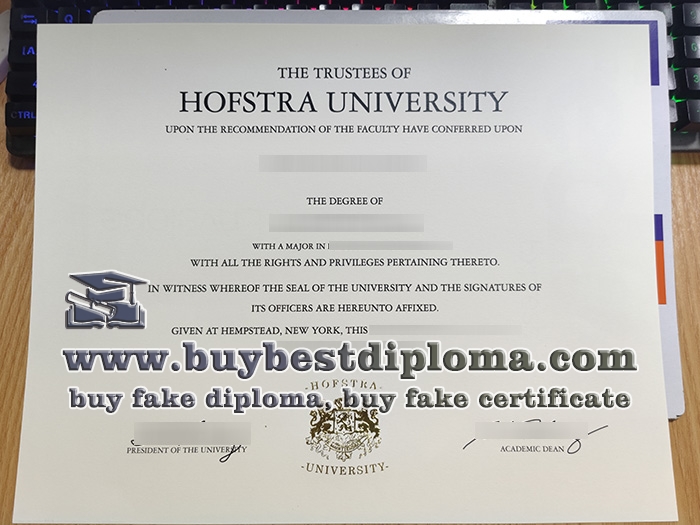 THE TRUSTEES OF
HOFSTRA UNIVERSITY
UPON THE RECOMMENDATION OF THE FACULTY HAVE CONFERRED UPON
THE DEGREE OF
WITH A MAJOR IN
WITH ALL THE RIGHTS AND PRIVILEGES PERTAINING THERETO.
IN WITNESS WHEREOF THE SEAL OF THE UNIVERSITY AND THE SIGNATURES OF
ITS OFFICERS ARE HEREUNTO AFFIXED.
GIVEN AT HEMPSTEAD, NEW YORK, THIS
www.buybestdiploma.com
buy fake diploma, buy fake certificate
·HOFSTRA·
·UNIVERSITY·
PRESIDENT OF THE UNIVERSITY
ACADEMIC DEAN
CTRL